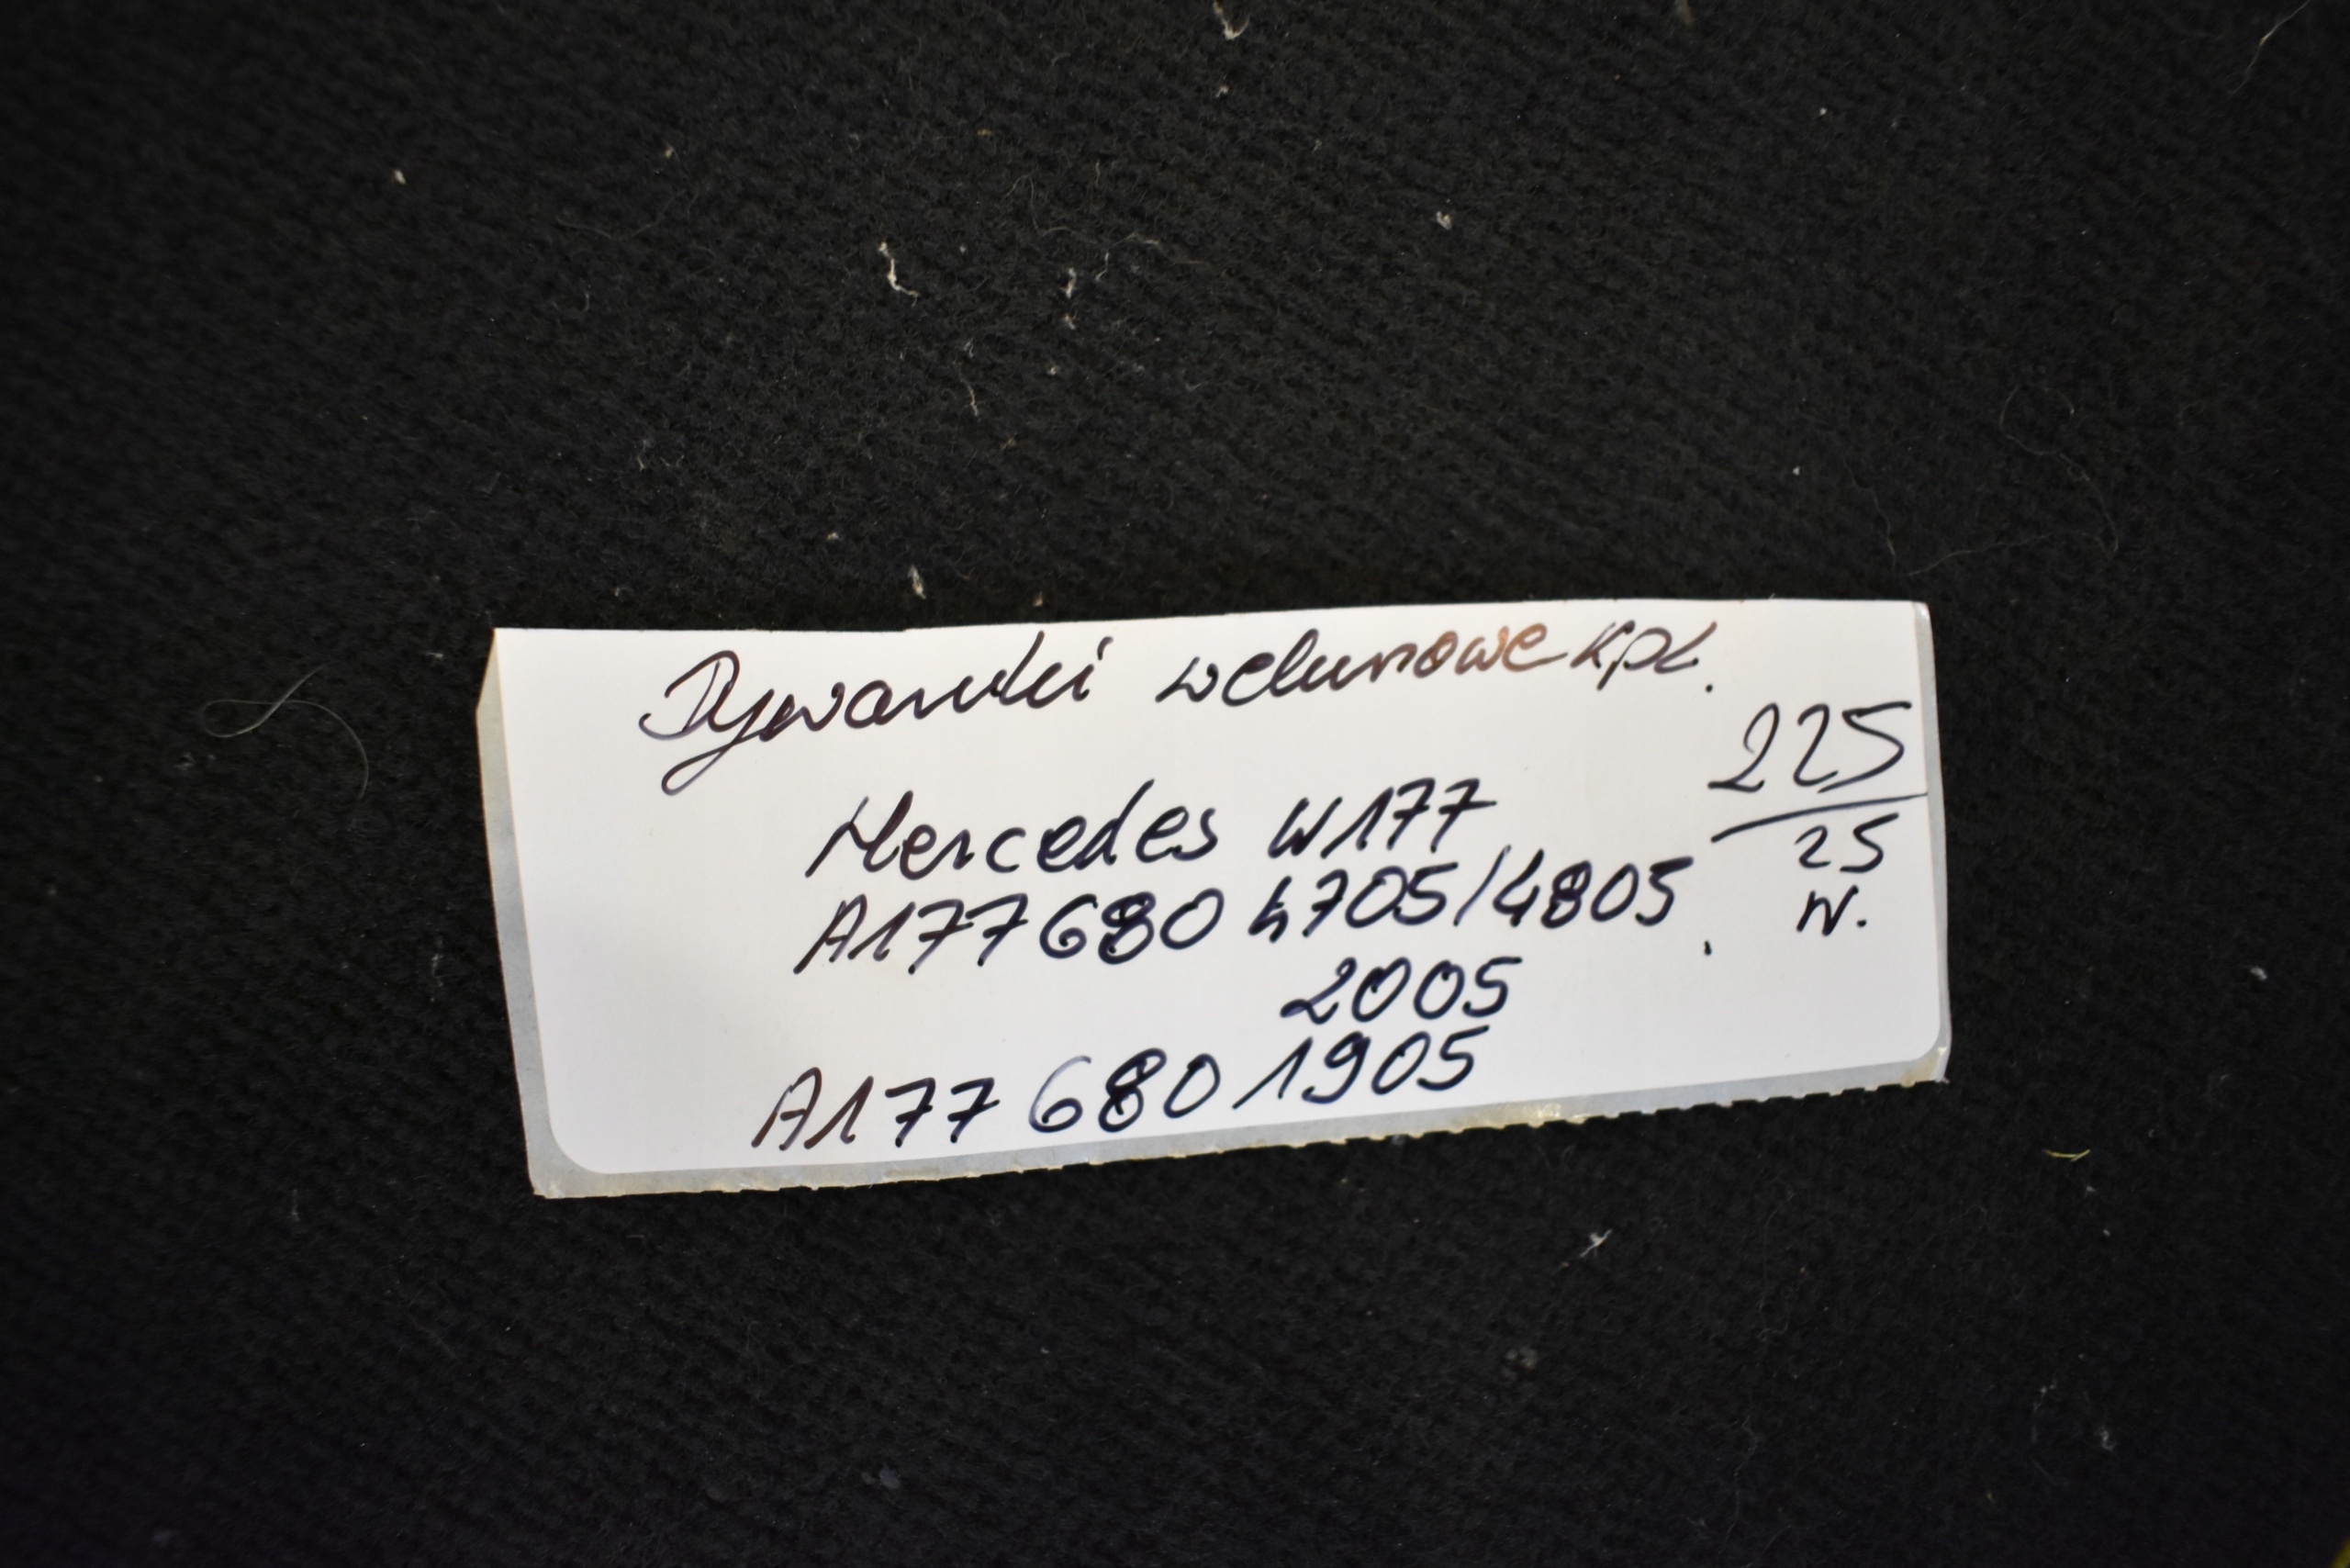 Dywaniki welurowe kpl.
225
Mercedes W177
25
A177680 4705/4805
N.
2005
A177 680 1905